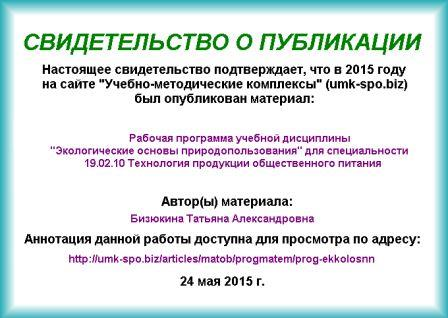 СВИДЕТЕЛЬСТВО О ПУБЛИКАЦИИ
Настоящее свидетельство подтверждает, что в 2015 году
на сайте "Учебно-методические комплексы" (umk-spo.biz)
был опубликован материал:
Рабочая программа учебной дисциплины
"Экологические основы природопользования" для специальности
19.02.10 Технология продукции общественного питания
Автор(ы) материала:
Бизюкина Татьяна Александровна
Аннотация данной работы доступна для просмотра по адресу:
http://umk-spo.biz/articles/matob/progmatem/prog-ekkolosnn
24 мая 2015 г.